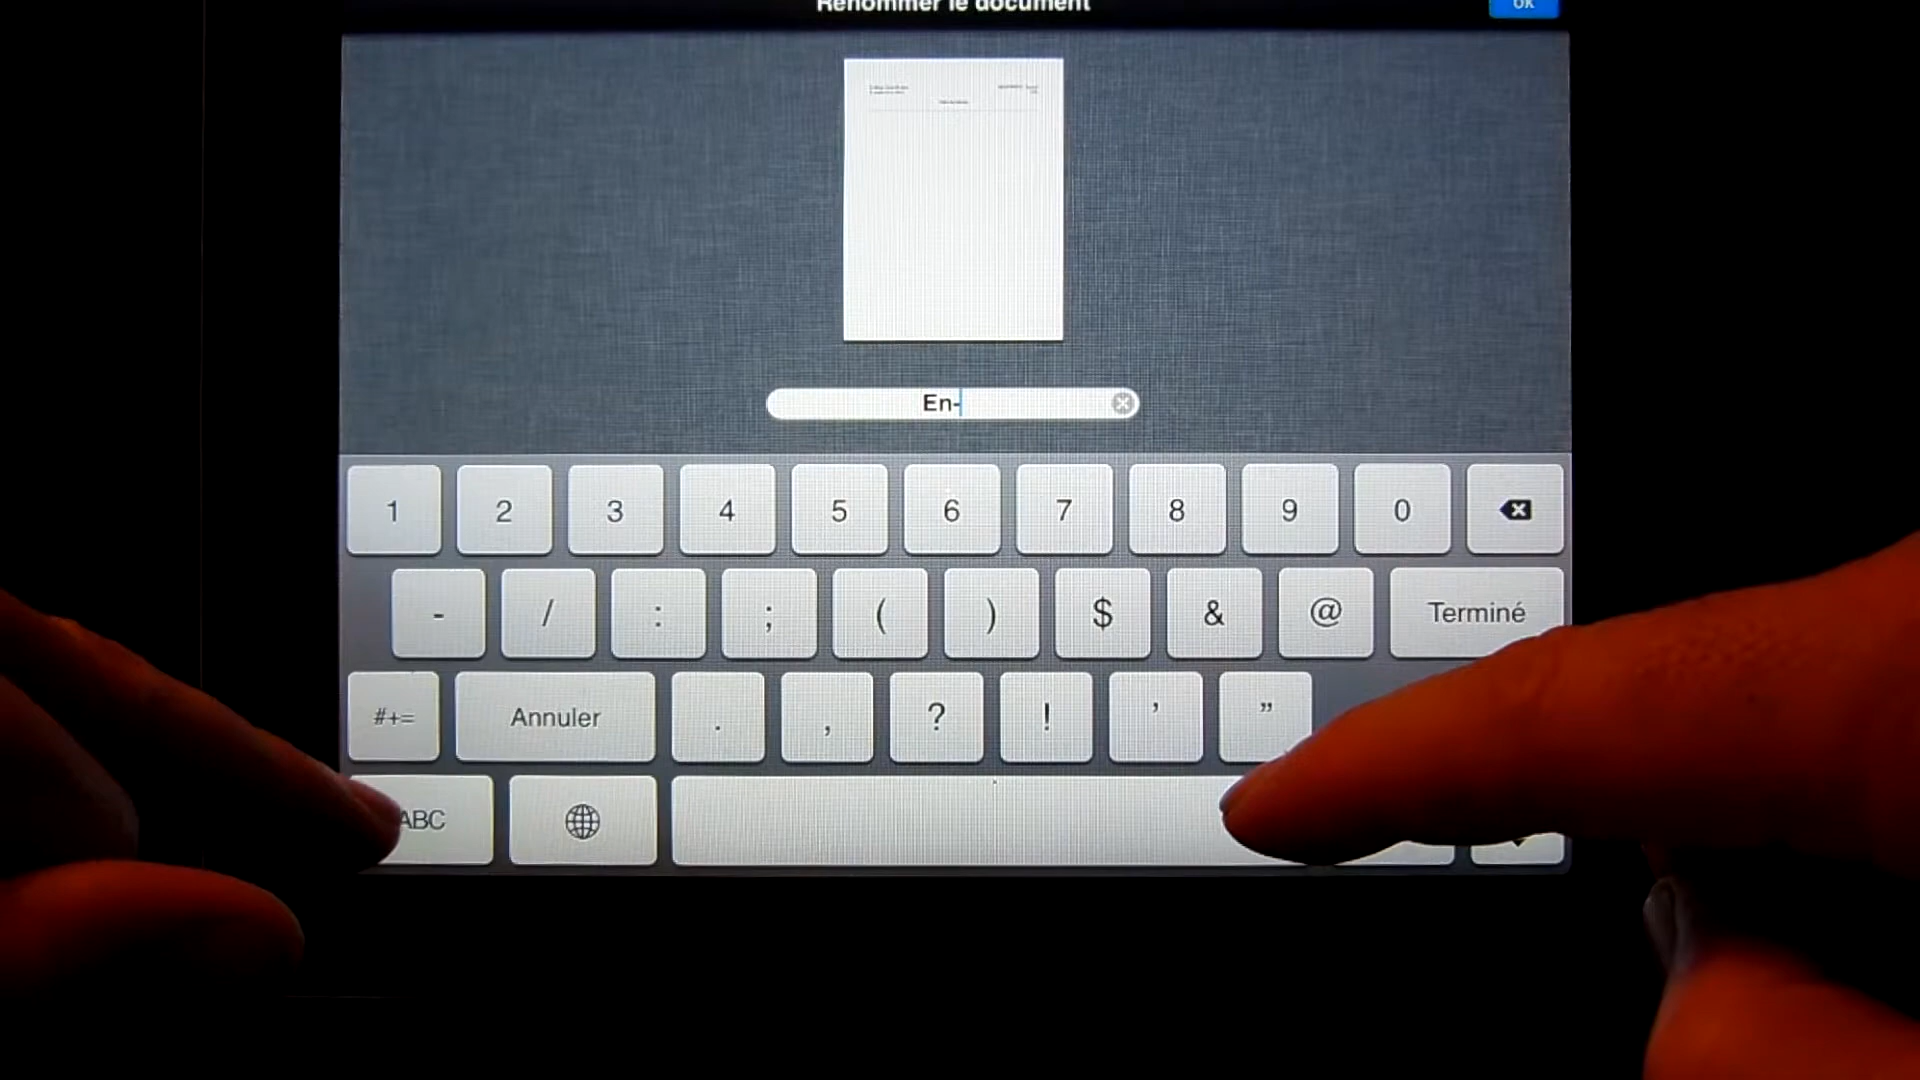 Renommer le document
OK
En-
1 2 3 4 5 6 7 8 9 0
- / : ; ( ) $ & @ Terminé
#+= Annuler . , ? ! ’ ”
ABC